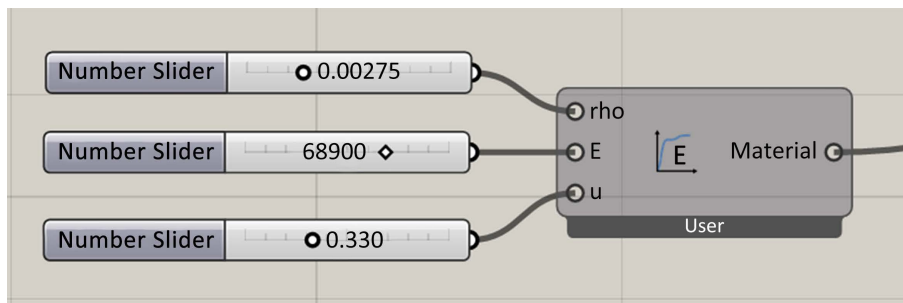 Number Slider 0.00275
rho
Number Slider 68900
E
E
Material
u
Number Slider 0.330
User